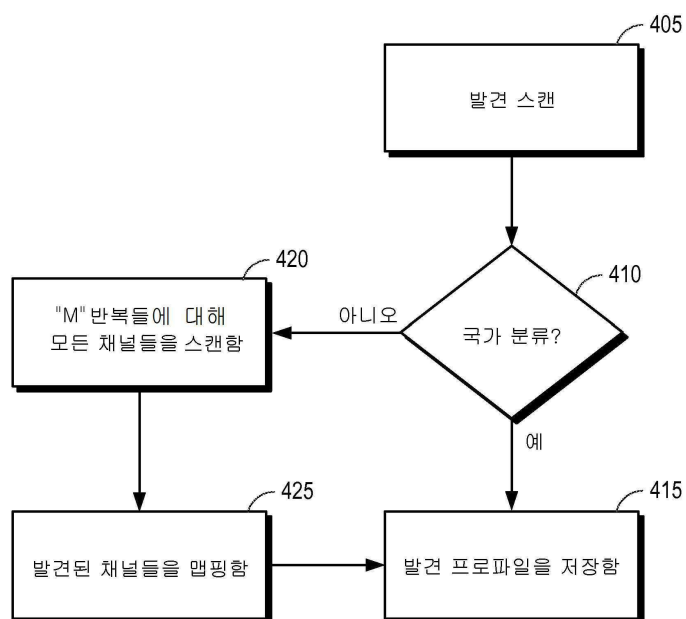 405
발견 스캔
420
410
"M"반복들에 대해
모든 채널들을 스캔함
아니오
국가 분류?
예
425
415
발견된 채널들을 맵핑함
발견 프로파일을 저장함